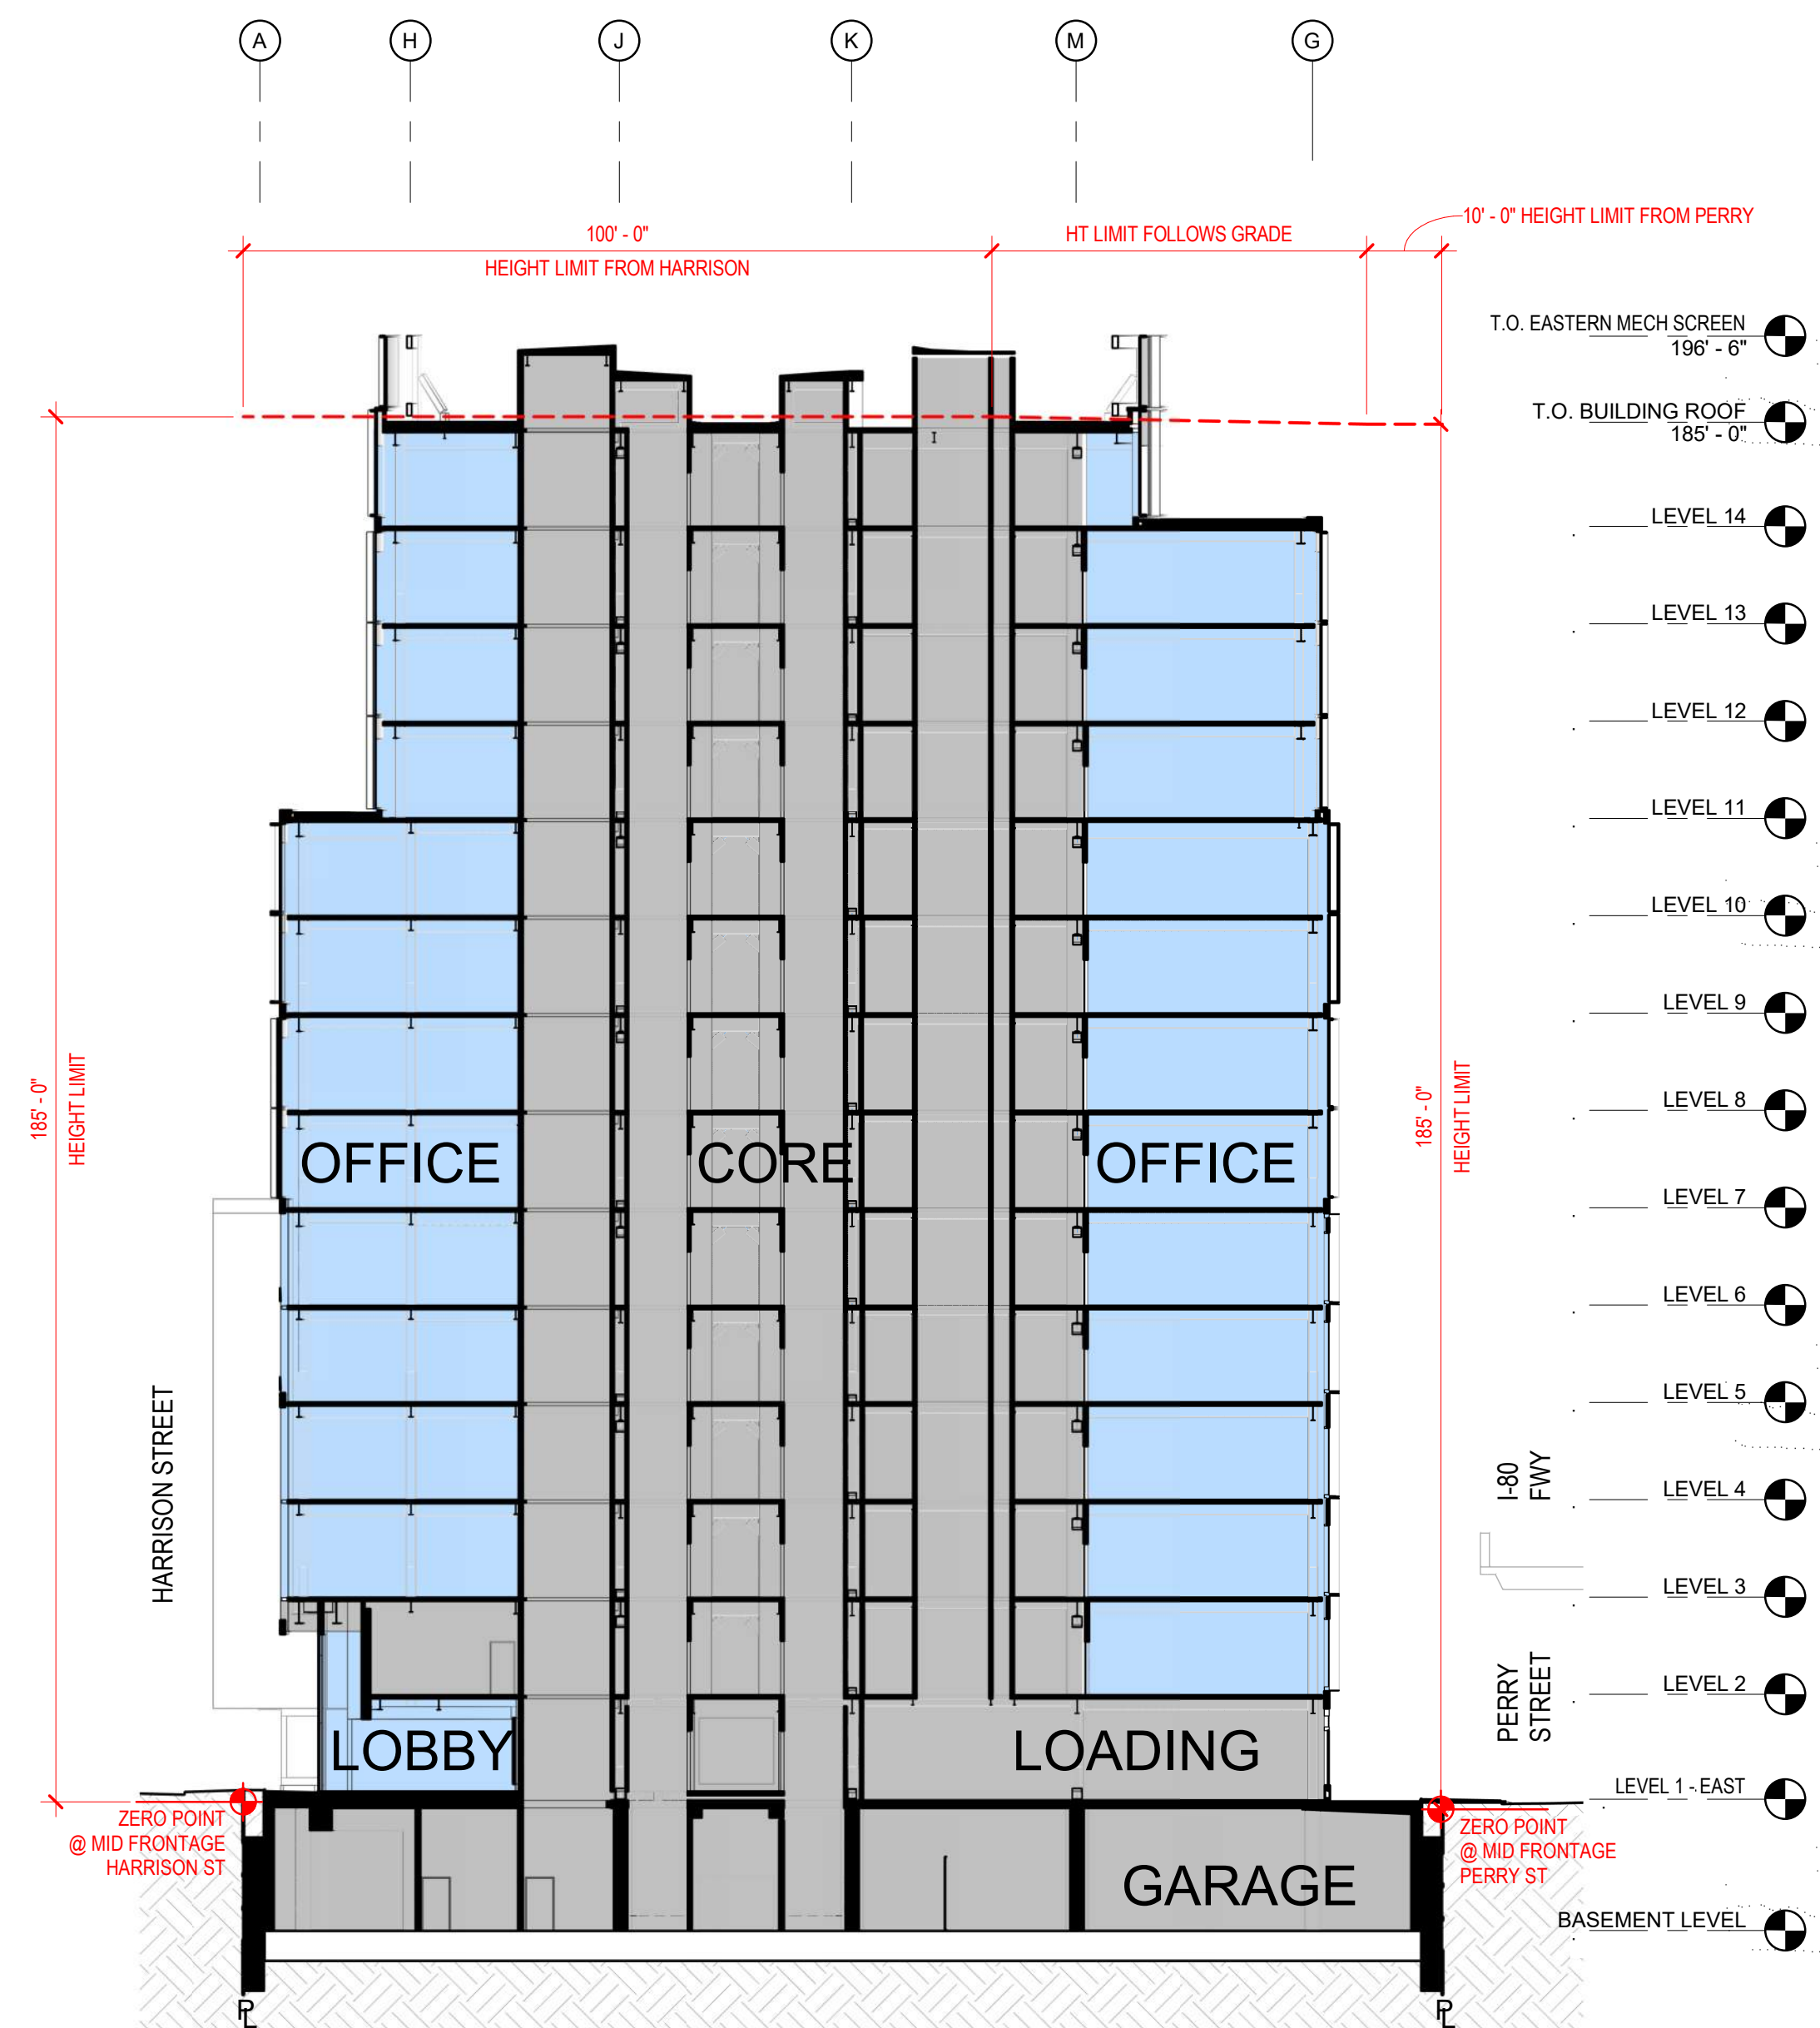 A
H
J
K
M
G
10' - 0" HEIGHT LIMIT FROM PERRY
100' - 0"
HT LIMIT FOLLOWS GRADE
HEIGHT LIMIT FROM HARRISON
T.O. EASTERN MECH SCREEN
196' - 6"
T.O. BUILDING ROOF
185' - 0"
LEVEL 14
LEVEL 13
LEVEL 12
LEVEL 11
LEVEL 10
LEVEL 9
LEVEL 8
LEVEL 7
LEVEL 6
LEVEL 5
LEVEL 4
LEVEL 3
LEVEL 2
LEVEL 1 - EAST
BASEMENT LEVEL
185' - 0"
HEIGHT LIMIT
185' - 0"
HEIGHT LIMIT
OFFICE
CORE
OFFICE
HARRISON STREET
I-80
FWY
PERRY
STREET
LOBBY
LOADING
GARAGE
ZERO POINT
@ MID FRONTAGE
HARRISON ST
ZERO POINT
@ MID FRONTAGE
PERRY ST
PL
PL